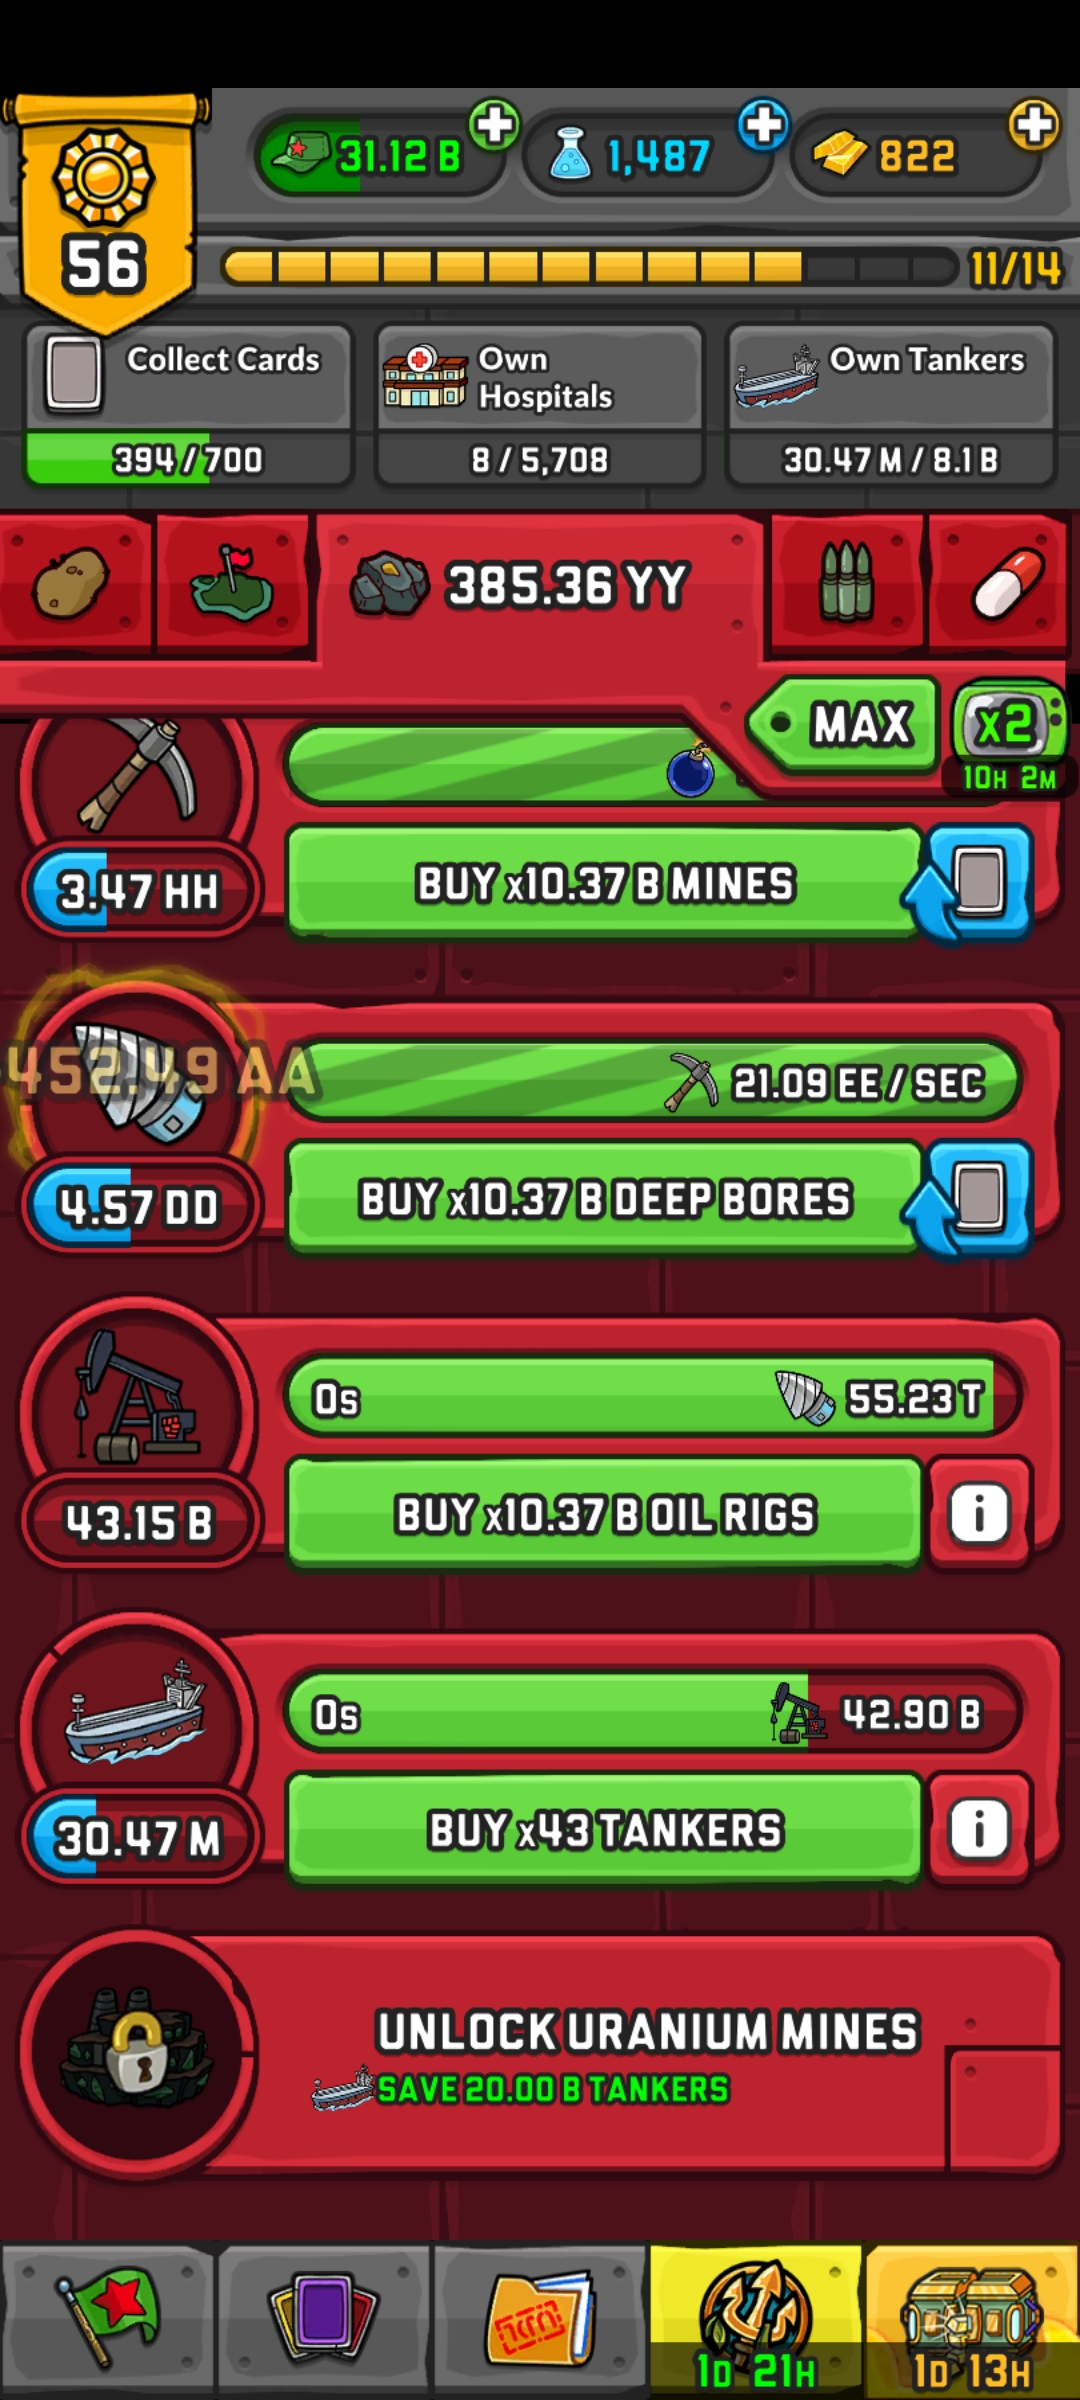 56
31.12 B
1,487
822
11/14
Collect Cards
394/700
Own
Hospitals
8/5,708
Own Tankers
30.47 M/8.1 B
385.36 YY
MAX
X2
10H 2M
3.47 HH
BUY x10.37 B MINES
452.49 AA
21.09 EE/SEC
4.57 DD
BUY x10.37 B DEEP BORES
0s
55.23 T
43.15 B
BUY x10.37 B OIL RIGS
i
0s
42.90 B
30.47 M
BUY x43 TANKERS
i
UNLOCK URANIUM MINES
SAVE 20.00 B TANKERS
1D 21H
1D 13H